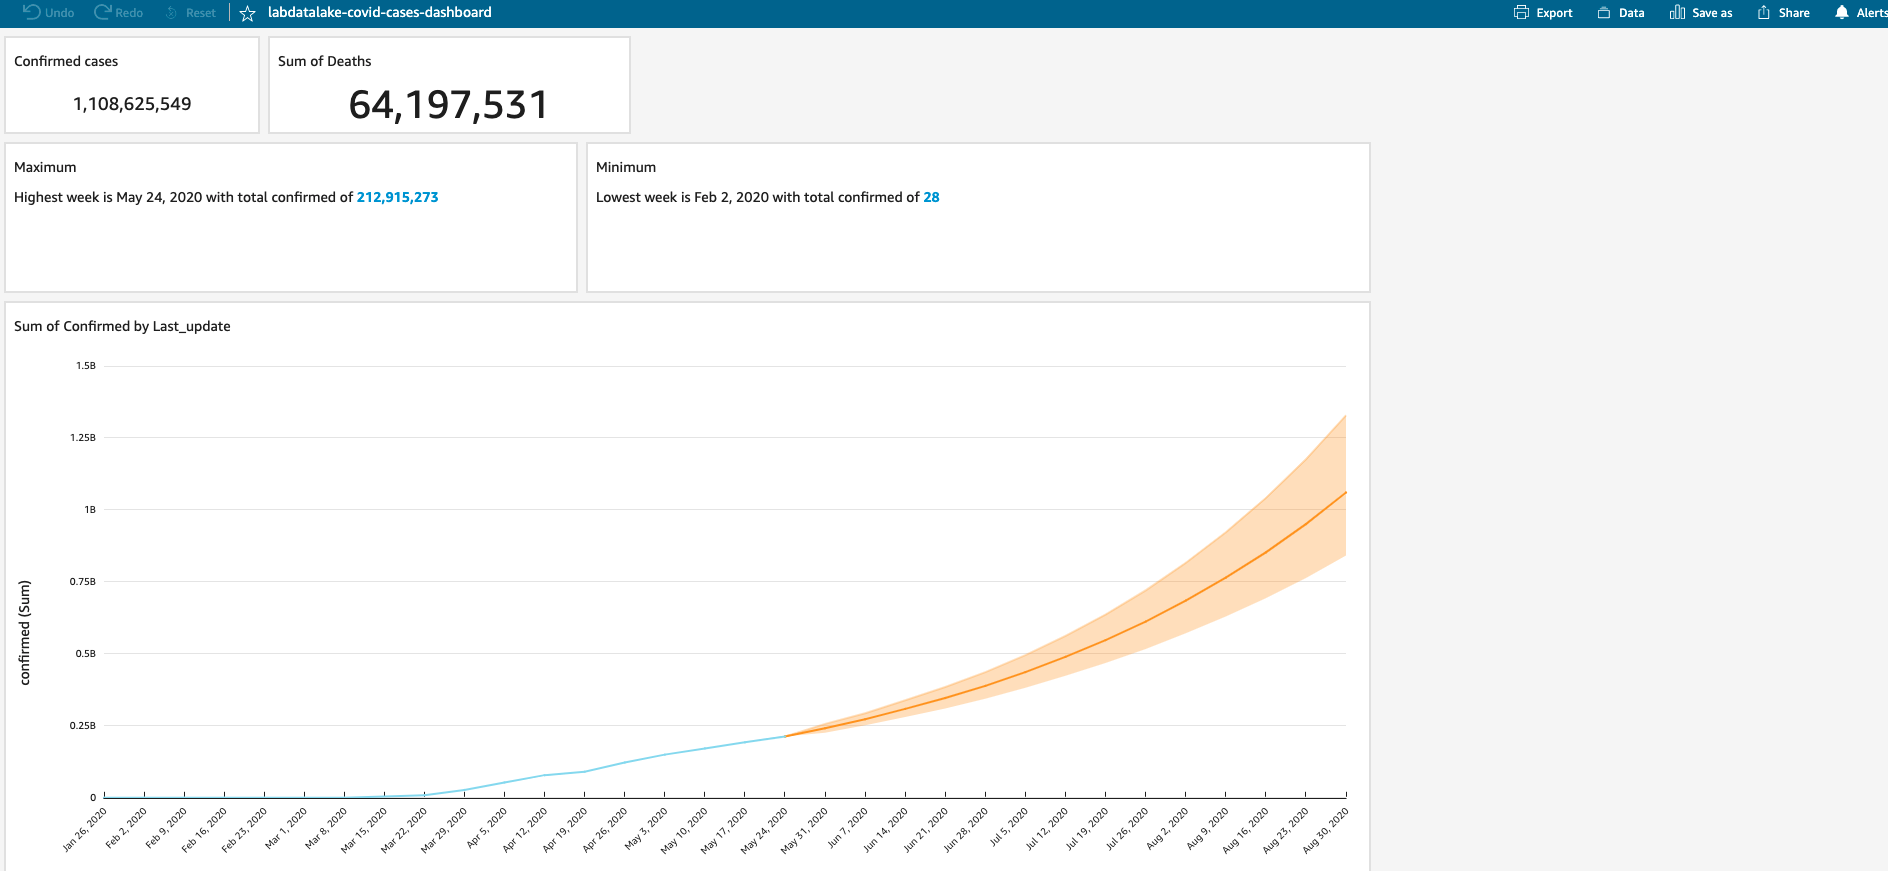 Undo Redo Reset labdatalake-covid-cases-dashboard Export Data Save as Share Alerts
Confirmed cases
1,108,625,549
Sum of Deaths
64,197,531
Maximum
Highest week is May 24, 2020 with total confirmed of 212,915,273
Minimum
Lowest week is Feb 2, 2020 with total confirmed of 28
Sum of Confirmed by Last_update
confirmed (Sum)
1.5B
1.25B
1B
0.75B
0.5B
0.25B
0
Jan 26, 2020
Feb 2, 2020
Feb 9, 2020
Feb 16, 2020
Feb 23, 2020
Mar 1, 2020
Mar 8, 2020
Mar 15, 2020
Mar 22, 2020
Mar 29, 2020
Apr 5, 2020
Apr 12, 2020
Apr 19, 2020
Apr 26, 2020
May 3, 2020
May 10, 2020
May 17, 2020
May 24, 2020
May 31, 2020
Jun 7, 2020
Jun 14, 2020
Jun 21, 2020
Jun 28, 2020
Jul 5, 2020
Jul 12, 2020
Jul 19, 2020
Jul 26, 2020
Aug 2, 2020
Aug 9, 2020
Aug 16, 2020
Aug 23, 2020
Aug 30, 2020